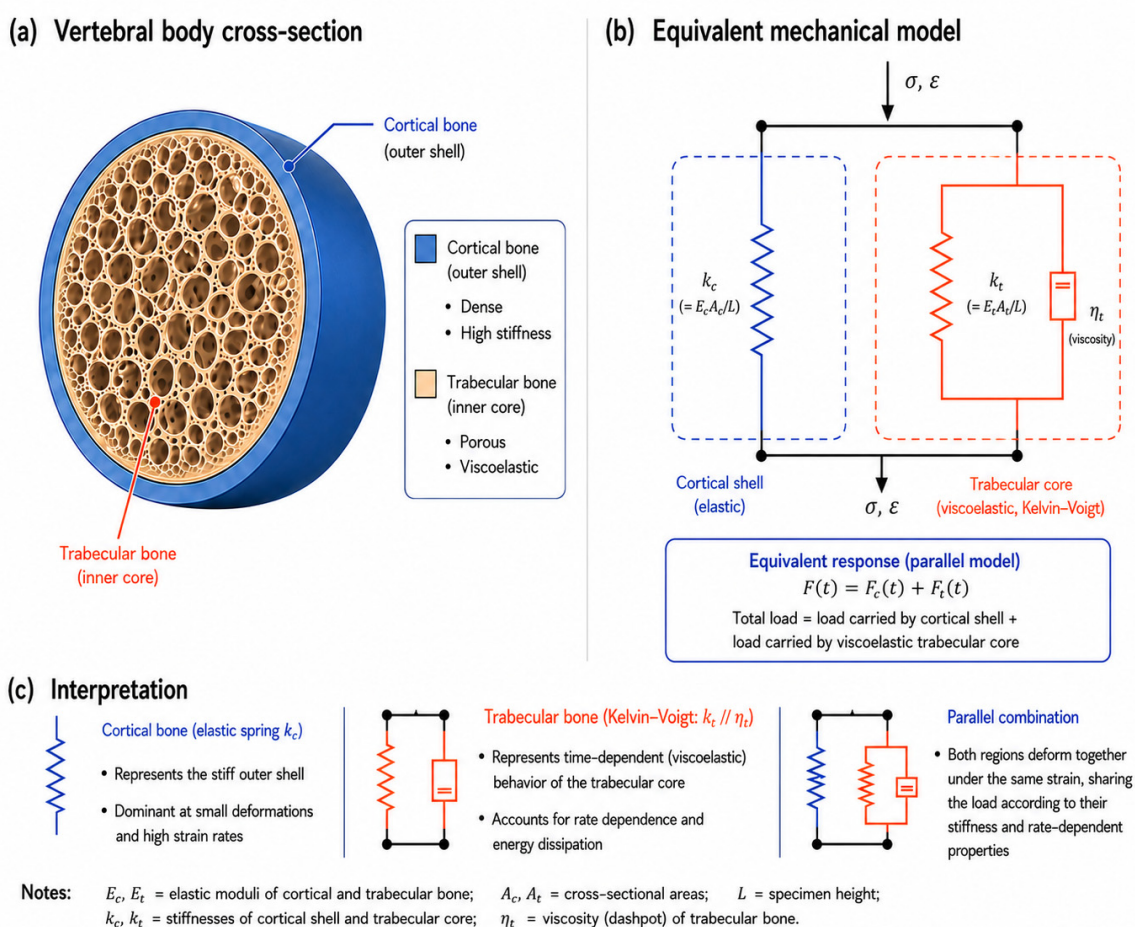 (a) Vertebral body cross-section
Cortical bone
(outer shell)
Cortical bone
(outer shell)
• Dense
• High stiffness
Trabecular bone
(inner core)
• Porous
• Viscoelastic
Trabecular bone
(inner core)
(b) Equivalent mechanical model
σ, ε
k_c
(= E_cA_c/L)
k_t
(= E_tA_t/L)
η_t
(viscosity)
Cortical shell
(elastic)
σ, ε
Trabecular core
(viscoelastic, Kelvin–Voigt)
Equivalent response (parallel model)
F(t) = F_c(t) + F_t(t)
Total load = load carried by cortical shell +
load carried by viscoelastic trabecular core
(c) Interpretation
Cortical bone (elastic spring k_c)
• Represents the stiff outer shell
• Dominant at small deformations
and high strain rates
Trabecular bone (Kelvin–Voigt: k_t // η_t)
• Represents time-dependent (viscoelastic)
behavior of the trabecular core
• Accounts for rate dependence and
energy dissipation
Parallel combination
• Both regions deform together
under the same strain, sharing
the load according to their
stiffness and rate-dependent
properties
Notes: E_c, E_t = elastic moduli of cortical and trabecular bone; A_c, A_t = cross-sectional areas; L = specimen height;
k_c, k_t = stiffnesses of cortical shell and trabecular core; η_t = viscosity (dashpot) of trabecular bone.